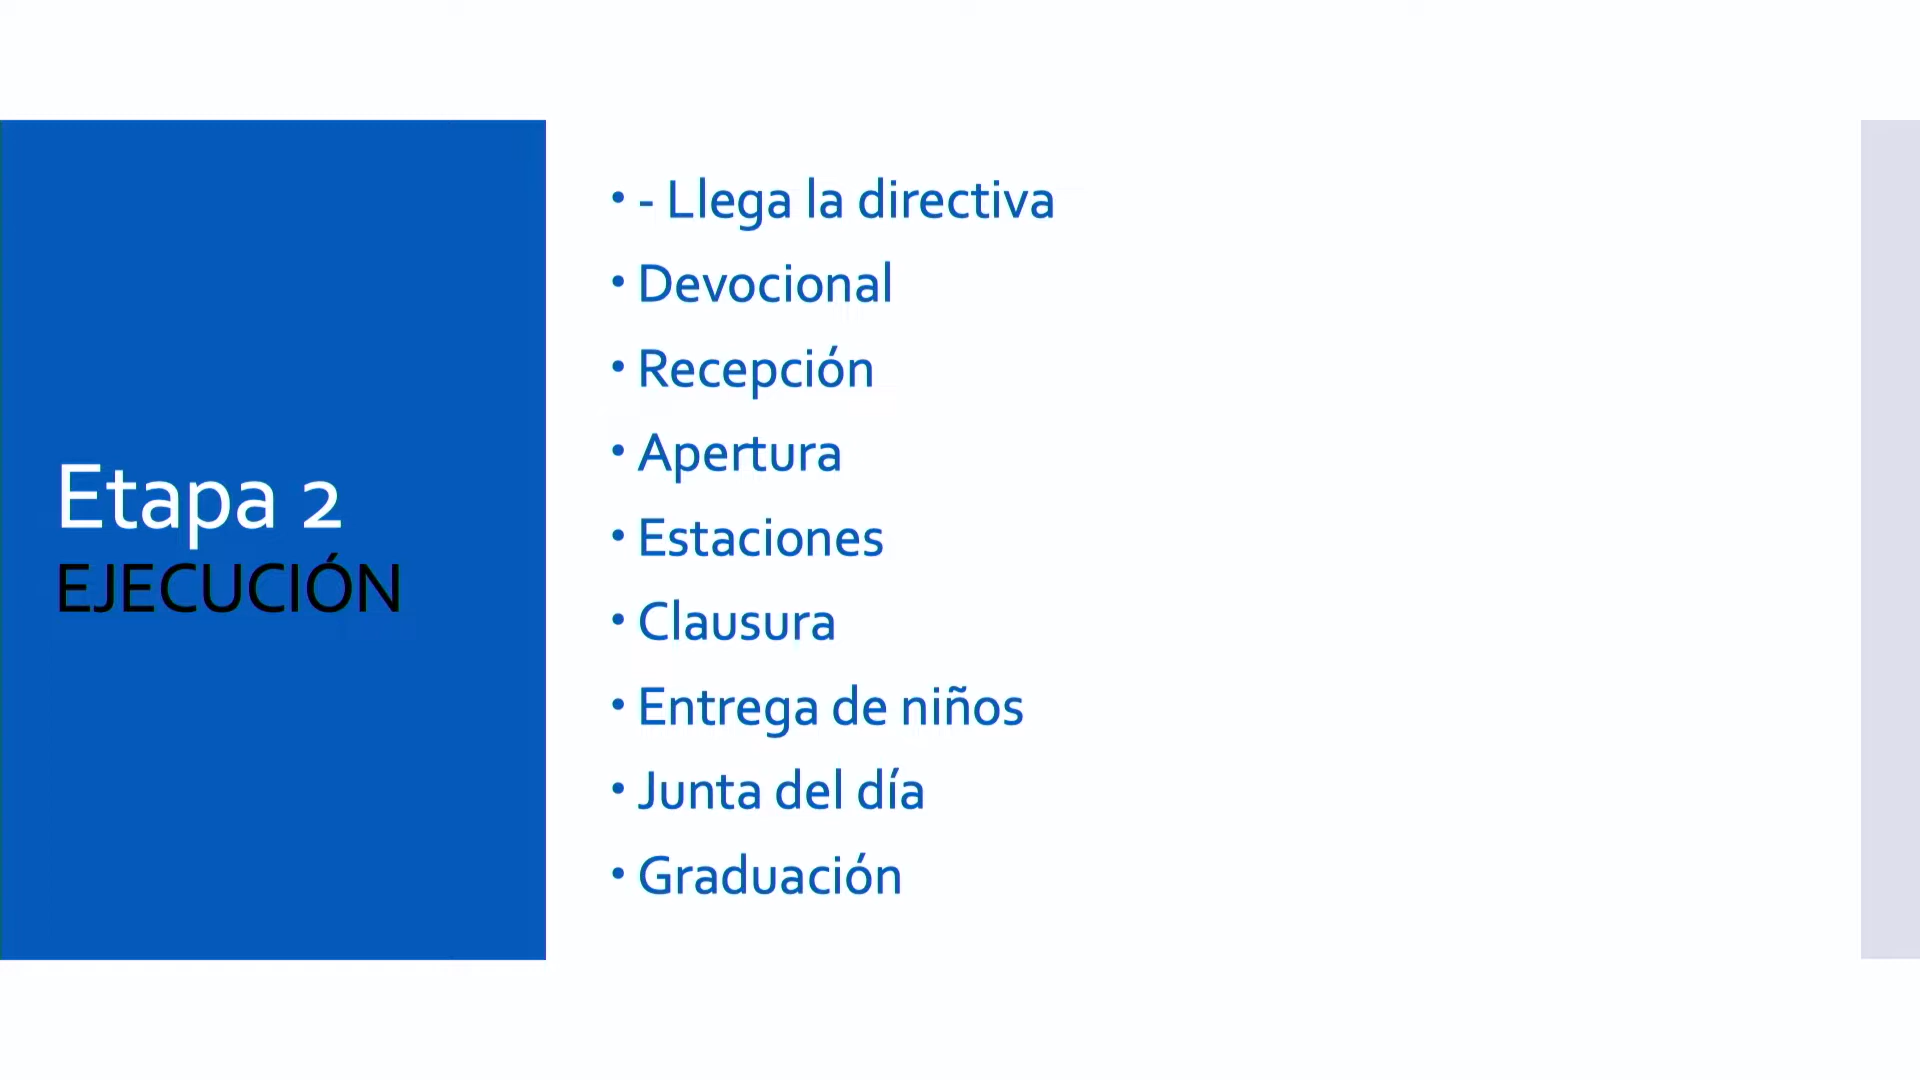 Etapa 2
EJECUCIÓN
• - Llega la directiva
• Devocional
• Recepción
• Apertura
• Estaciones
• Clausura
• Entrega de niños
• Junta del día
• Graduación